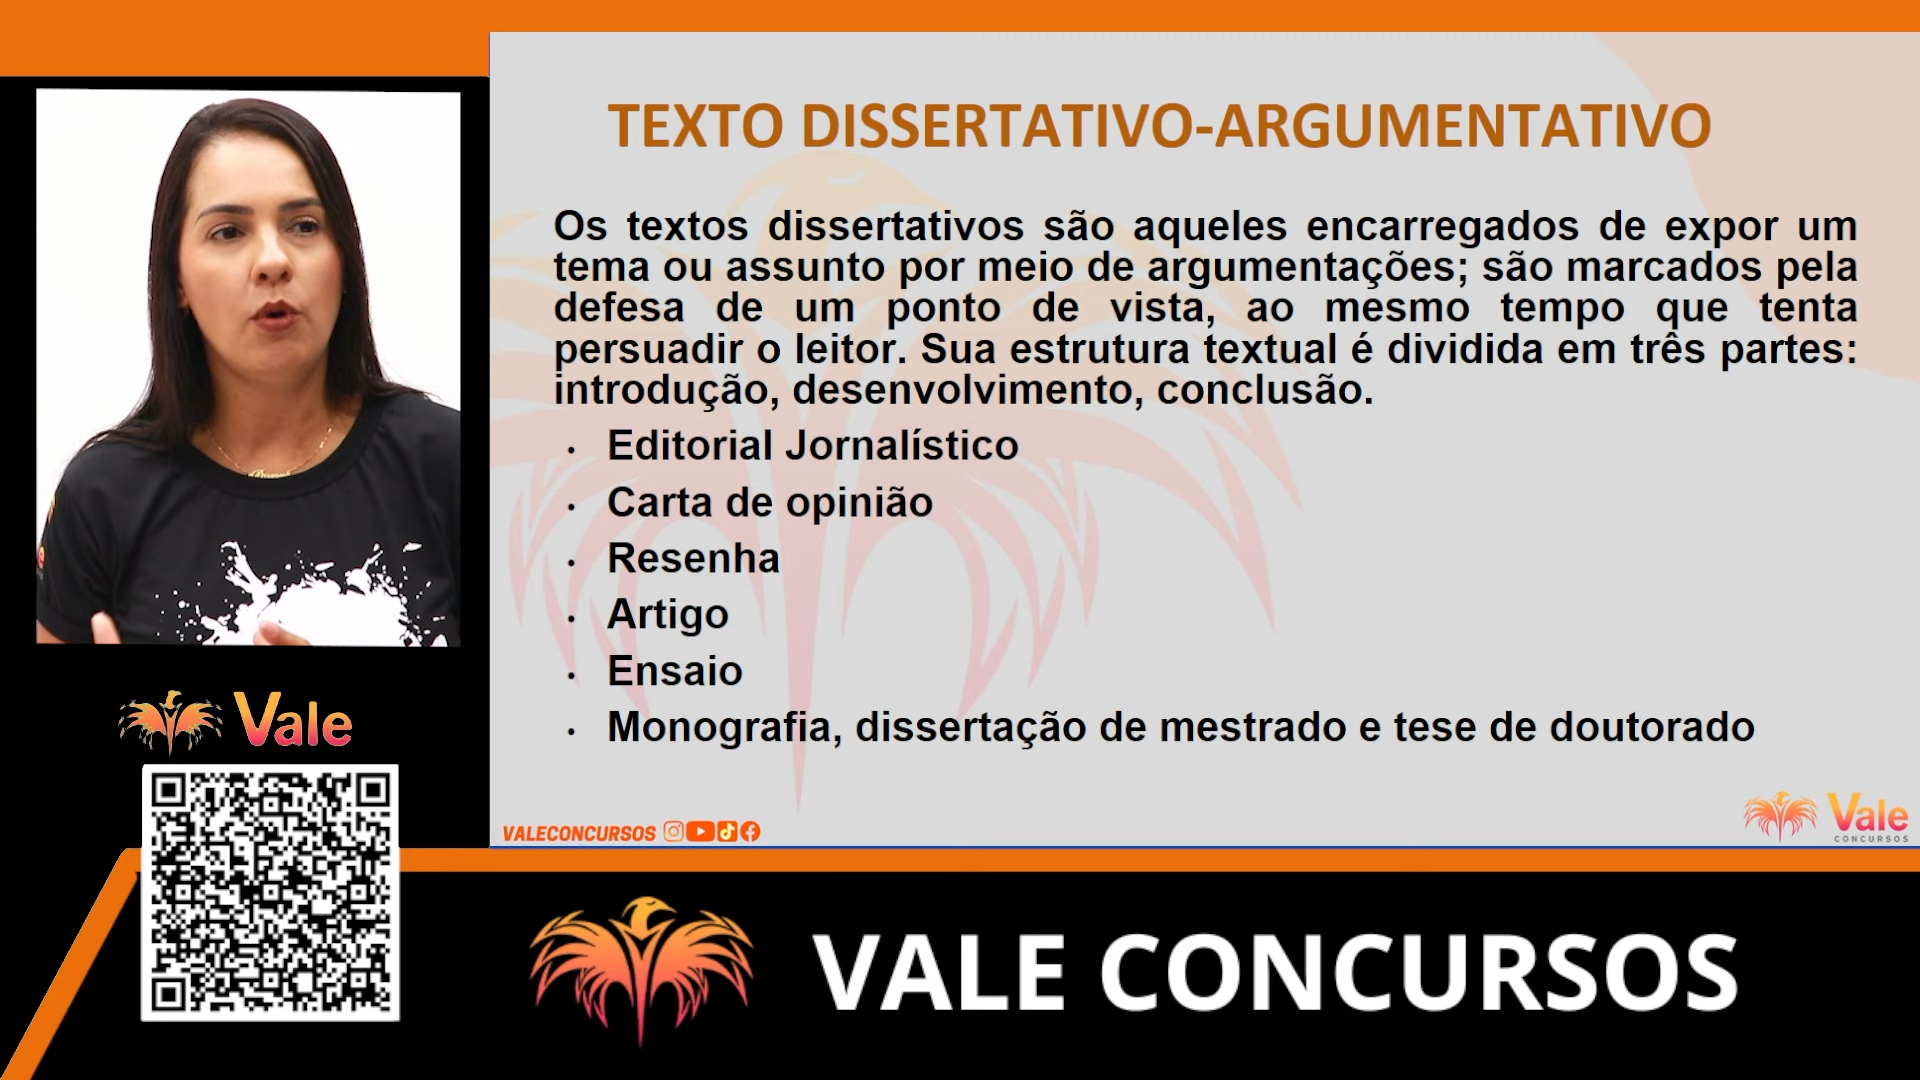 TEXTO DISSERTATIVO-ARGUMENTATIVO
Os textos dissertativos são aqueles encarregados de expor um
tema ou assunto por meio de argumentações; são marcados pela
defesa de um ponto de vista, ao mesmo tempo que tenta
persuadir o leitor. Sua estrutura textual é dividida em três partes:
introdução, desenvolvimento, conclusão.
• Editorial Jornalístico
• Carta de opinião
• Resenha
• Artigo
• Ensaio
• Monografia, dissertação de mestrado e tese de doutorado
VALECONCURSOS
Vale
CONCURSOS
Vale
VALE CONCURSOS